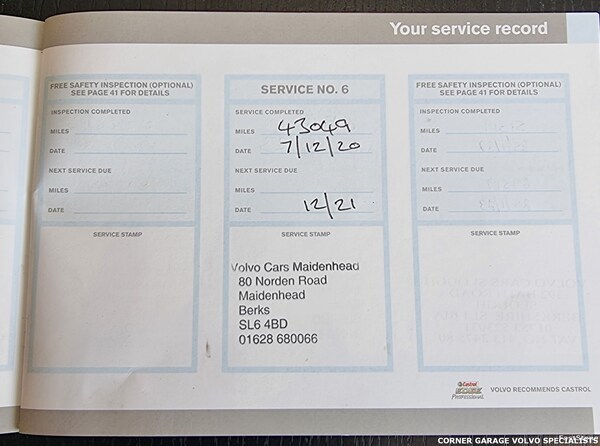 Your service record
FREE SAFETY INSPECTION (OPTIONAL)
SEE PAGE 41 FOR DETAILS
INSPECTION COMPLETED
MILES
DATE
NEXT SERVICE DUE
MILES
DATE
SERVICE STAMP
SERVICE NO. 6
SERVICE COMPLETED
MILES 43049
DATE 7/12/20
NEXT SERVICE DUE
MILES
DATE 12/21
SERVICE STAMP
Volvo Cars Maidenhead
80 Norden Road
Maidenhead
Berks
SL6 4BD
01628 680066
FREE SAFETY INSPECTION (OPTIONAL)
SEE PAGE 41 FOR DETAILS
INSPECTION COMPLETED
MILES
DATE
NEXT SERVICE DUE
MILES
DATE
SERVICE STAMP
Castrol
EDGE
Professional
VOLVO RECOMMENDS CASTROL
CORNER GARAGE VOLVO SPECIALISTS